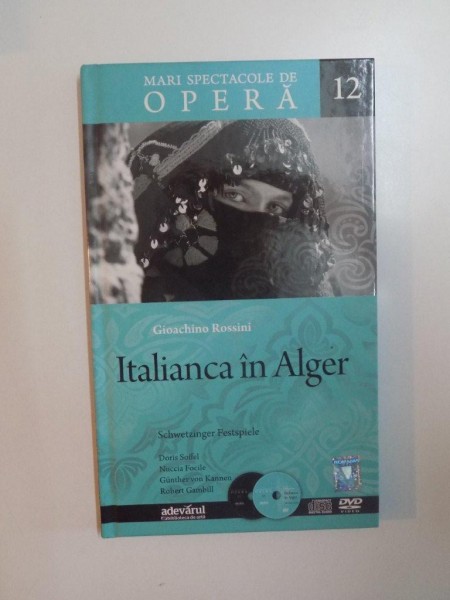 MARI SPECTACOLE DE
OPERĂ
12
Gioachino Rossini
Italianca în Alger
Schwetzinger Festspiele
Doris Soffel
Nuccia Focile
Günther von Kannen
Robert Gambill
adevărul
DVD
VIDEO